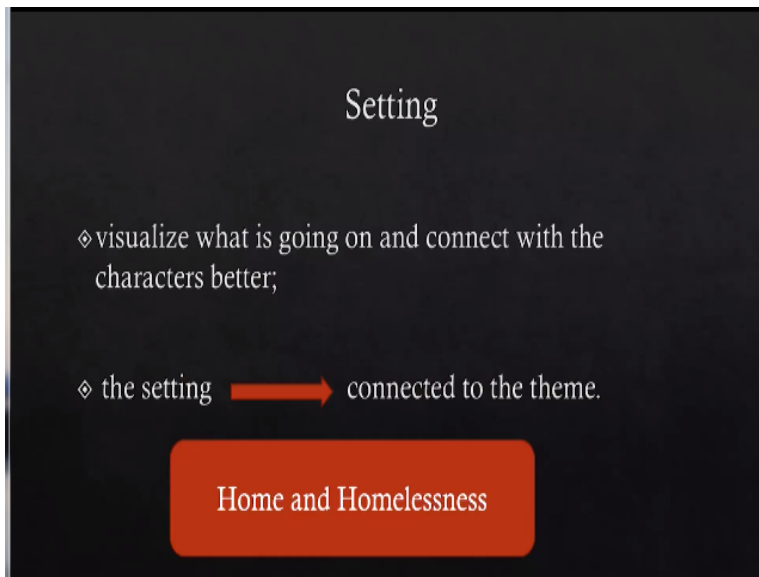 Setting
visualize what is going on and connect with the
characters better;
the setting connected to the theme.
Home and Homelessness